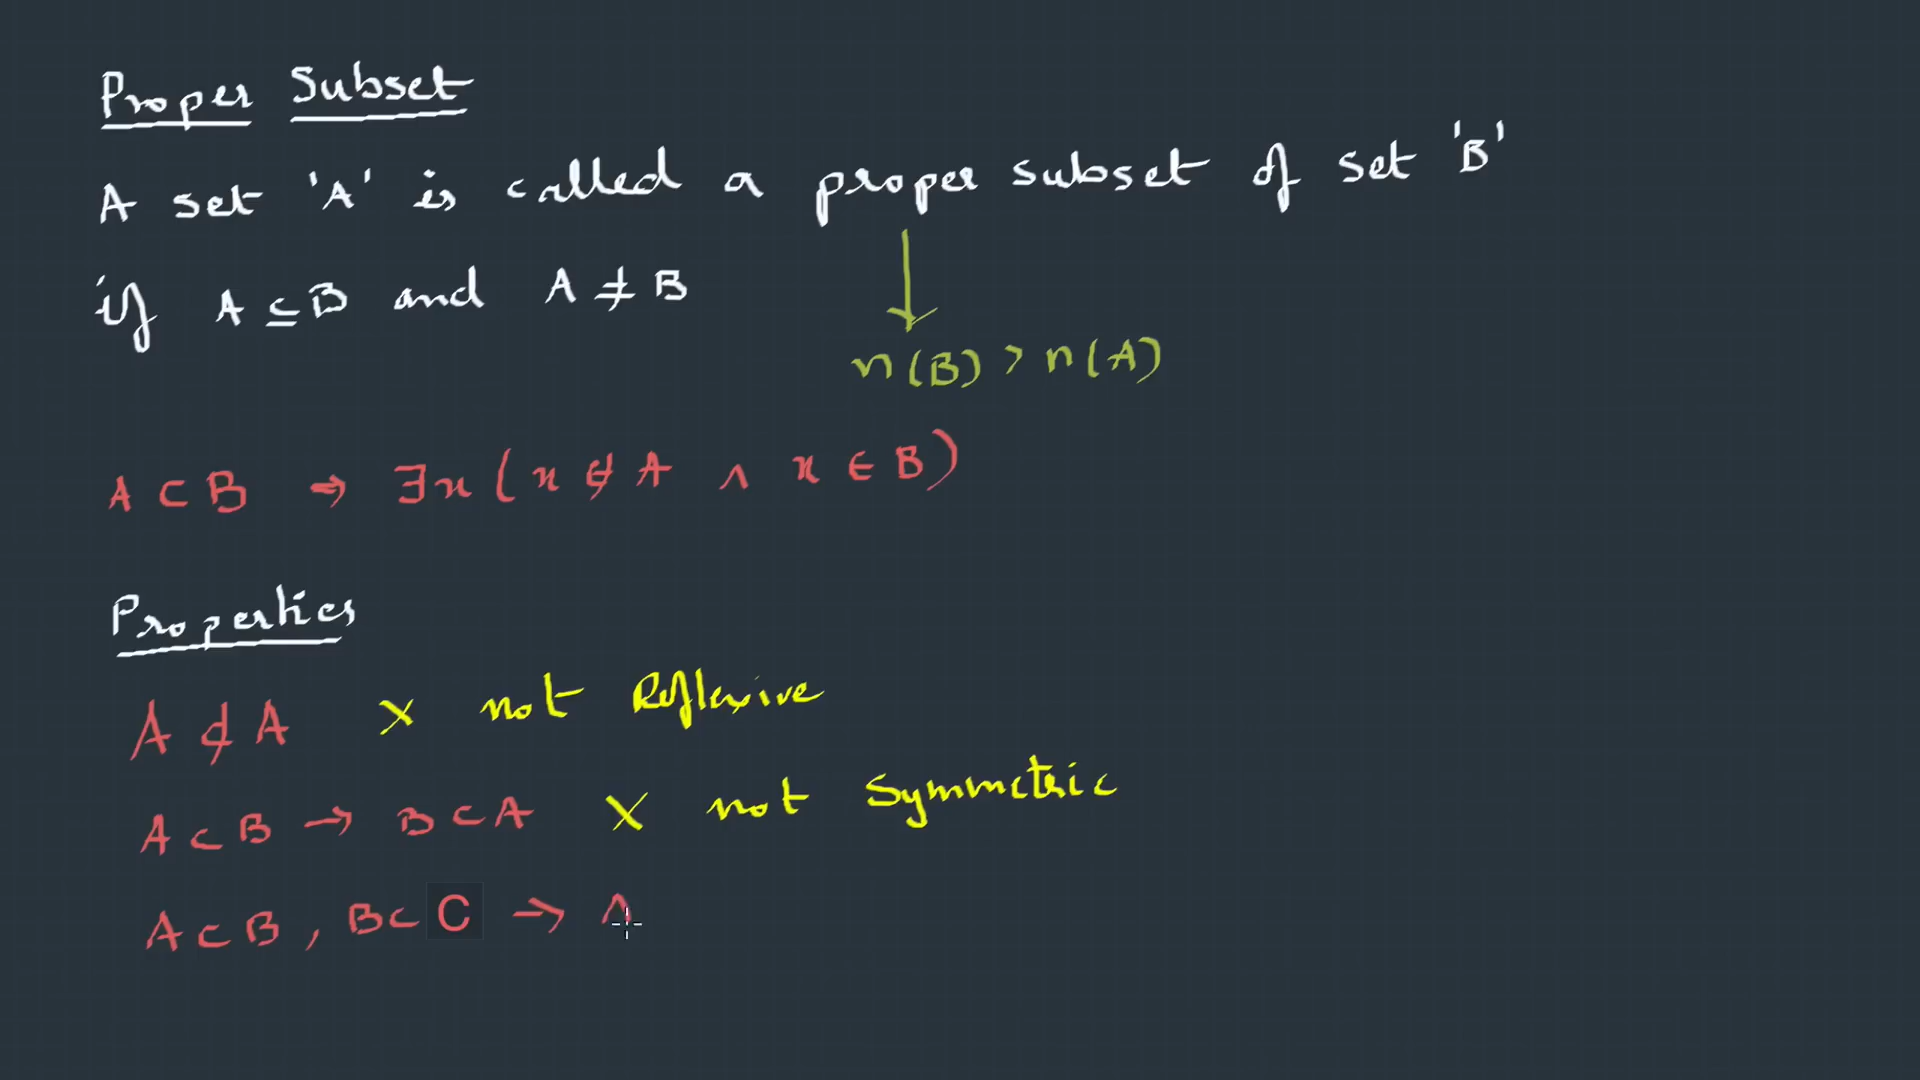 Proper Subset
A set 'A' is called a proper subset of set 'B'
if A ⊆ B and A ≠ B
n(B) > n(A)
A ⊂ B ⇒ ∃x (x ∉ A ∧ x ∈ B)
Properties
A ⊄ A × not Reflexive
A ⊂ B → B ⊂ A × not Symmetric
A ⊂ B , B ⊂ C → A